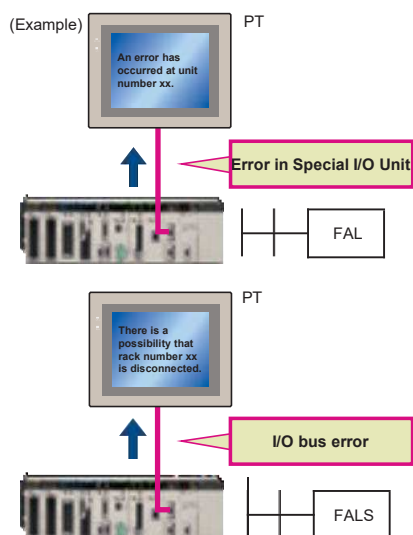 (Example)
PT
An error has
occurred at unit
number xx.
Error in Special I/O Unit
FAL
PT
There is a
possibility that
rack number xx
is disconnected.
I/O bus error
FALS